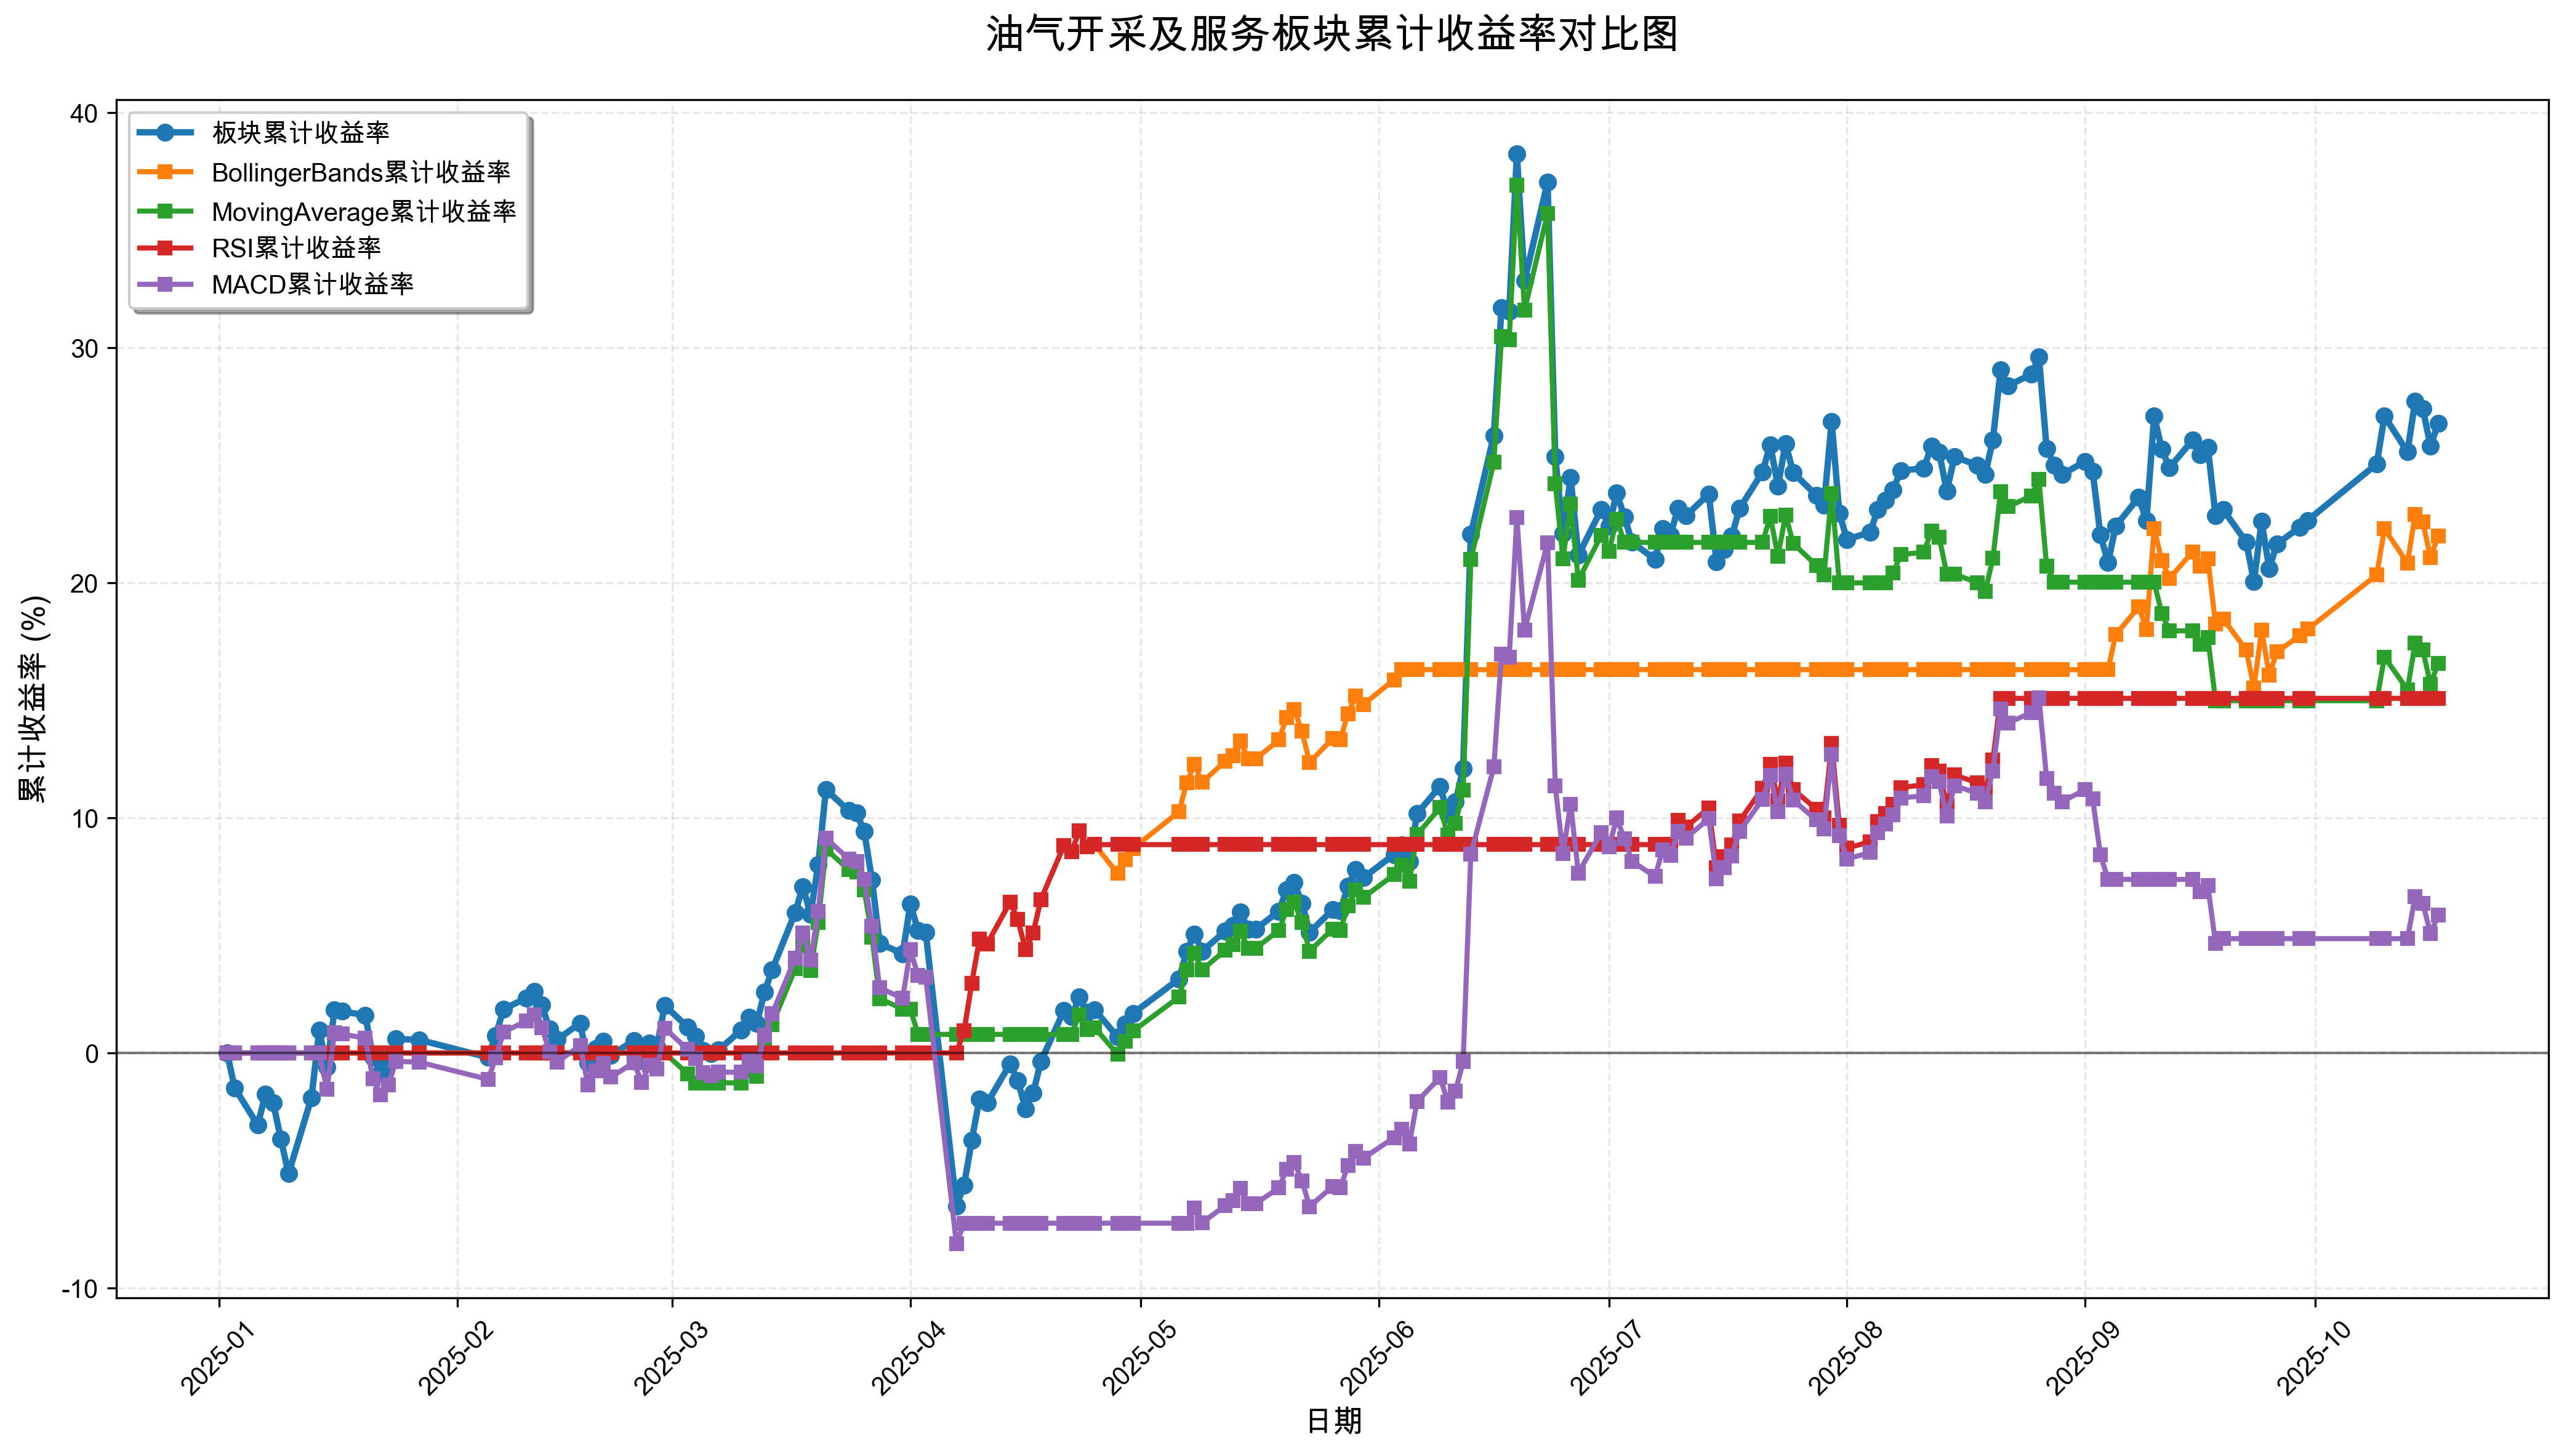 油气开采及服务板块累计收益率对比图
板块累计收益率
BollingerBands累计收益率
MovingAverage累计收益率
RSI累计收益率
MACD累计收益率
累计收益率 (%)
40
30
20
10
0
-10
2025-01
2025-02
2025-03
2025-04
2025-05
2025-06
2025-07
2025-08
2025-09
2025-10
日期